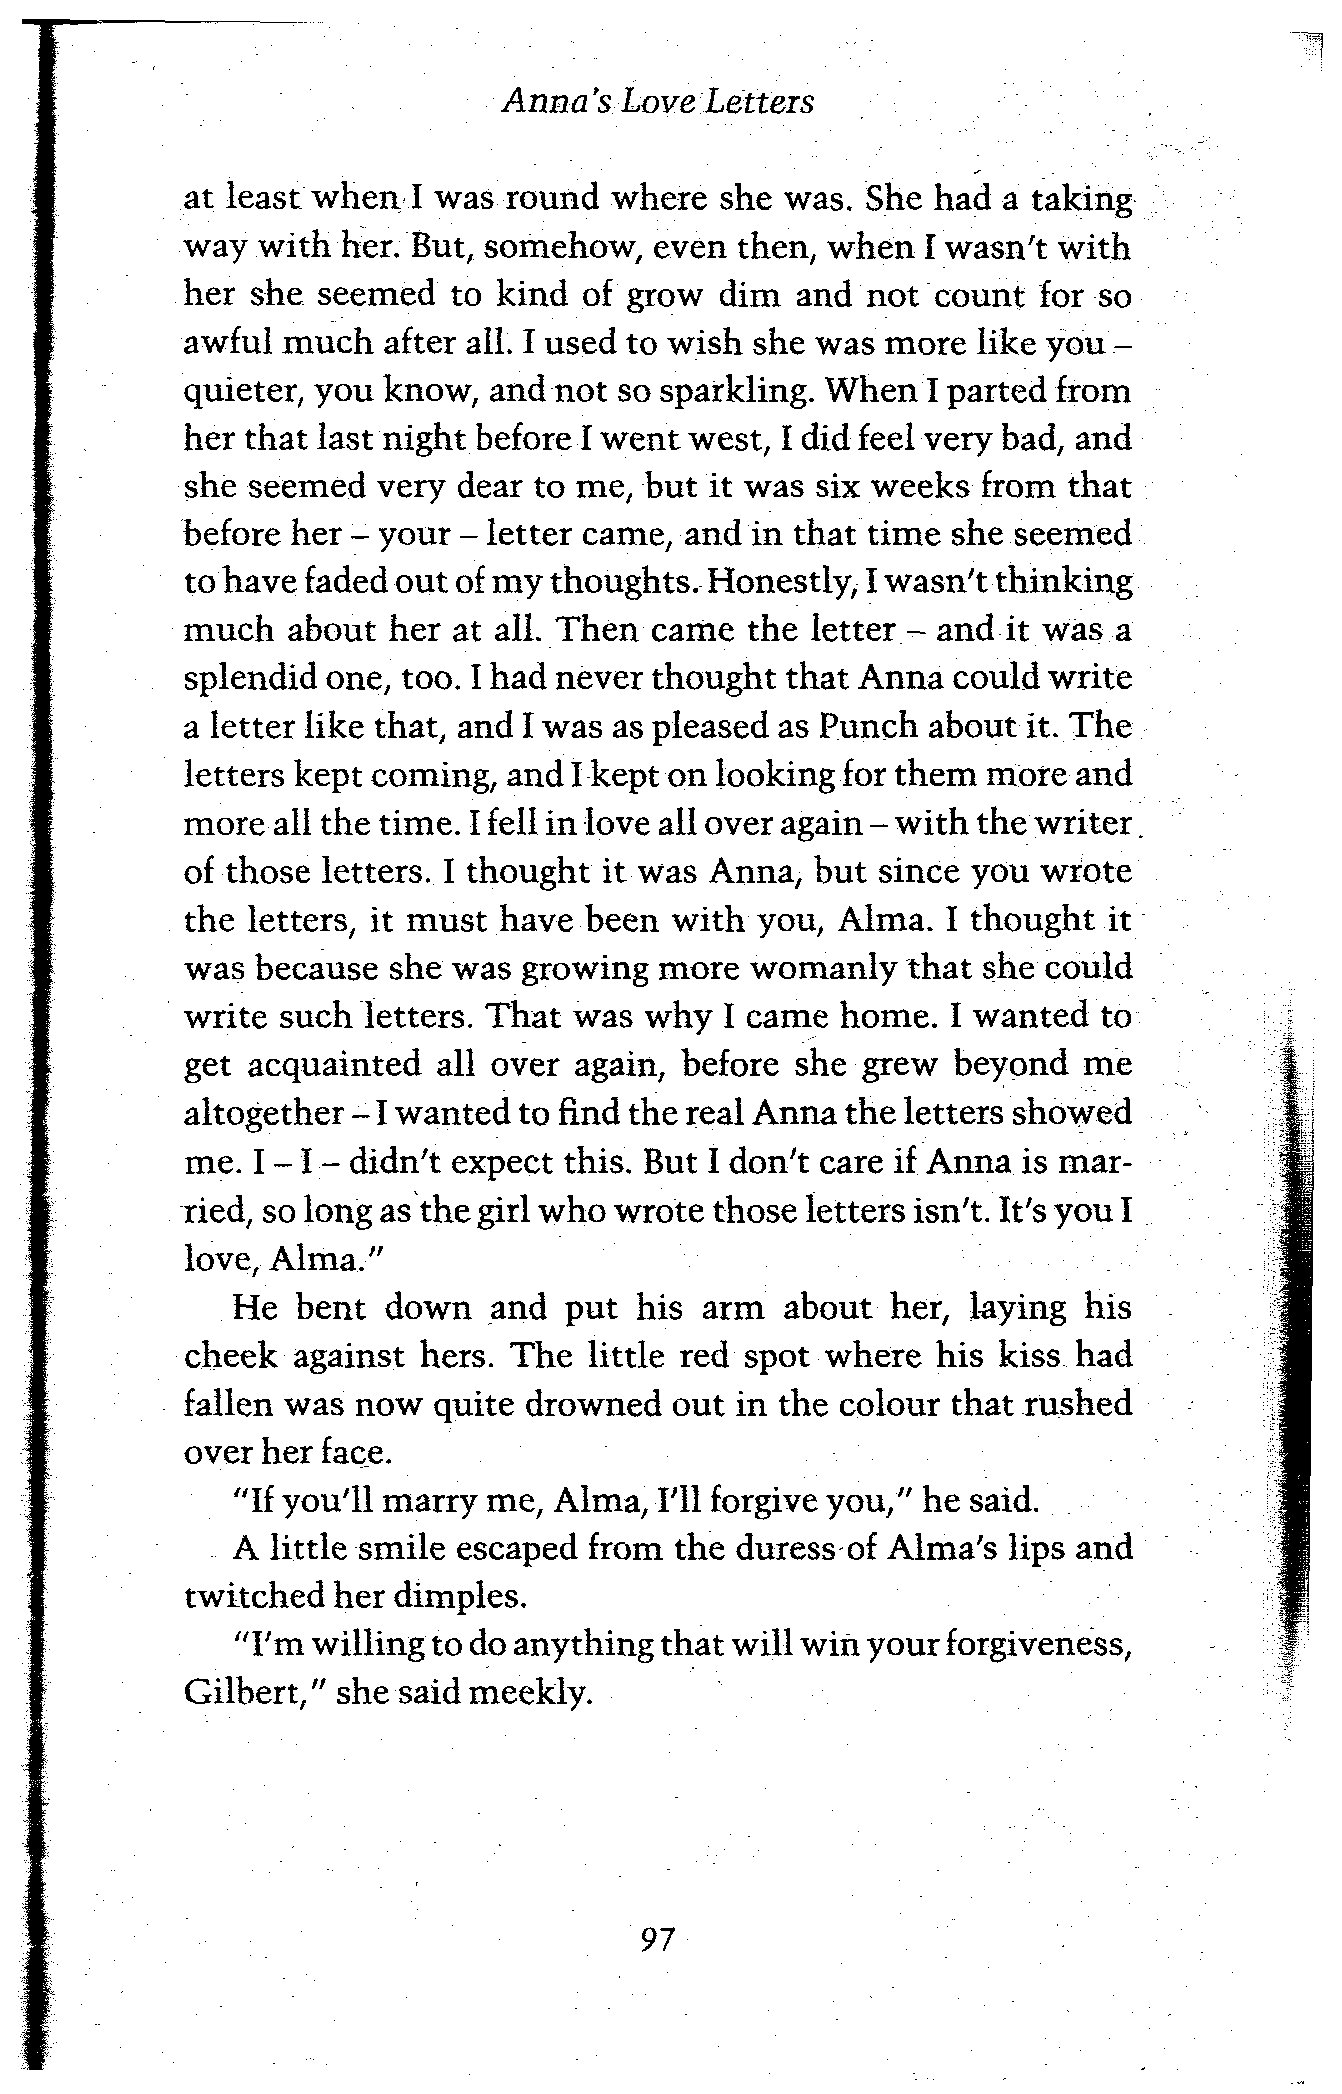 Anna's Love Letters
at least when I was round where she was. She had a taking
way with her. But, somehow, even then, when I wasn't with
her she seemed to kind of grow dim and not count for so
awful much after all. I used to wish she was more like you –
quieter, you know, and not so sparkling. When I parted from
her that last night before I went west, I did feel very bad, and
she seemed very dear to me, but it was six weeks from that
before her – your – letter came, and in that time she seemed
to have faded out of my thoughts. Honestly, I wasn't thinking
much about her at all. Then came the letter – and it was a
splendid one, too. I had never thought that Anna could write
a letter like that, and I was as pleased as Punch about it. The
letters kept coming, and I kept on looking for them more and
more all the time. I fell in love all over again – with the writer
of those letters. I thought it was Anna, but since you wrote
the letters, it must have been with you, Alma. I thought it
was because she was growing more womanly that she could
write such letters. That was why I came home. I wanted to
get acquainted all over again, before she grew beyond me
altogether – I wanted to find the real Anna the letters showed
me. I – I – didn't expect this. But I don't care if Anna is mar-
ried, so long as the girl who wrote those letters isn't. It's you I
love, Alma."
He bent down and put his arm about her, laying his
cheek against hers. The little red spot where his kiss had
fallen was now quite drowned out in the colour that rushed
over her face.
"If you'll marry me, Alma, I'll forgive you," he said.
A little smile escaped from the duress of Alma's lips and
twitched her dimples.
"I'm willing to do anything that will win your forgiveness,
Gilbert," she said meekly.
97